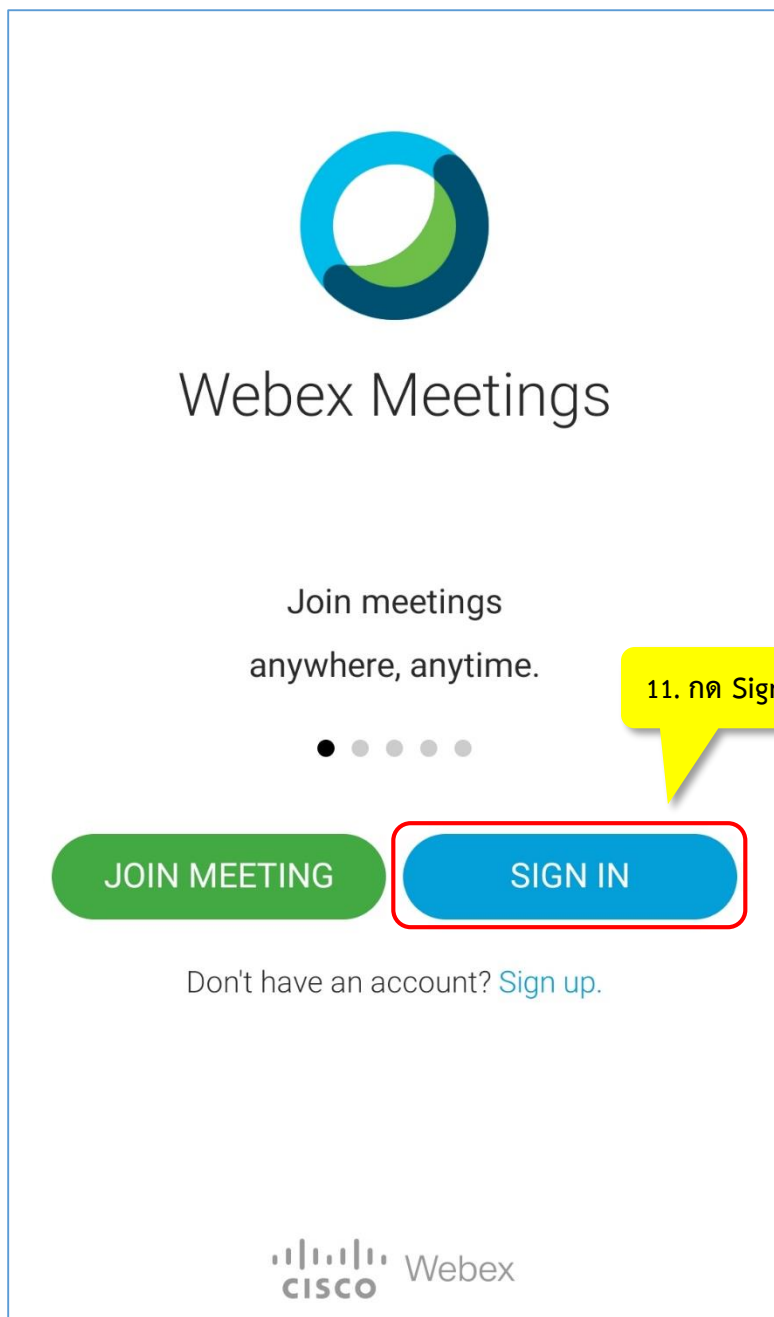 Webex Meetings
Join meetings
anywhere, anytime.
11. กด
JOIN MEETING
SIGN IN
Don't have an account? Sign up.
CISCO Webex